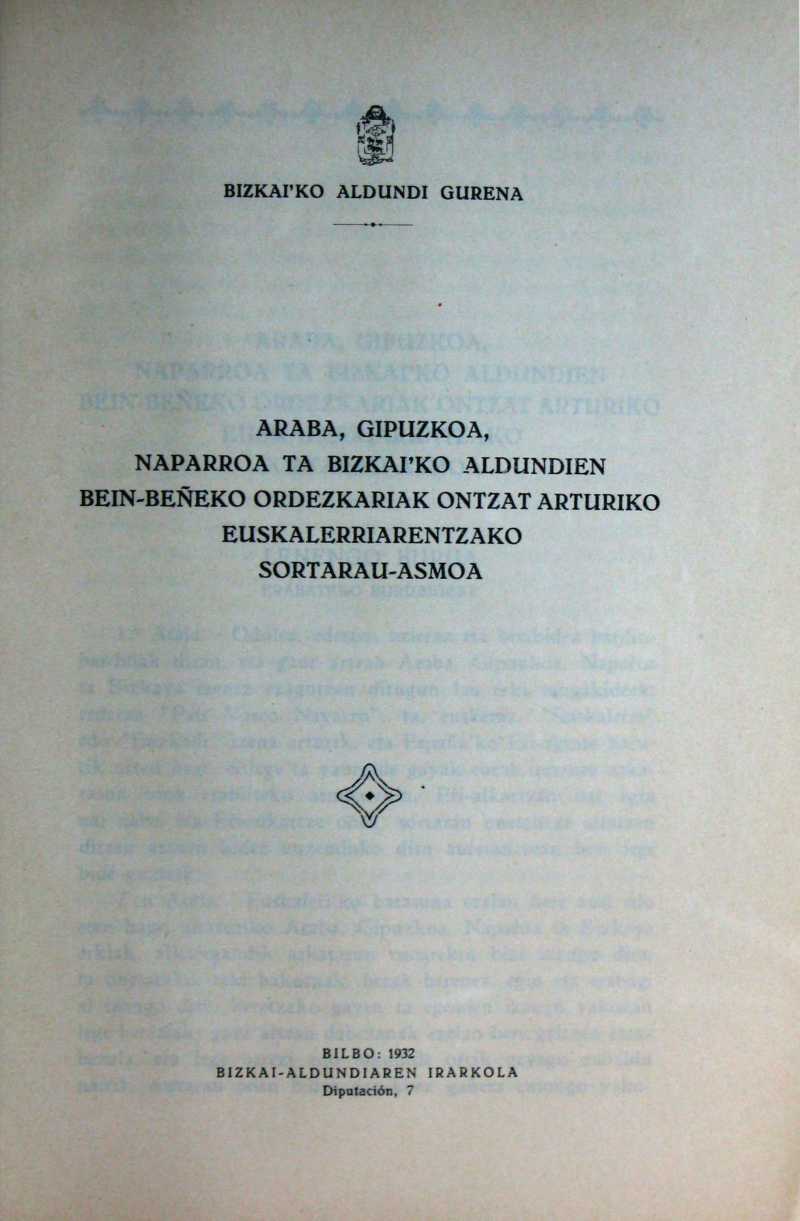 BIZKAI'KO ALDUNDI GURENA
ARABA, GIPUZKOA,
NAPARROA TA BIZKAI'KO ALDUNDIEN
BEIN-BEÑEKO ORDEZKARIAK ONTZAT ARTURIKO
EUSKALERRIARENTZAKO
SORTARAU-ASMOA
BILBO: 1932
BIZKAI-ALDUNDIAREN IRARKOLA
Diputación, 7